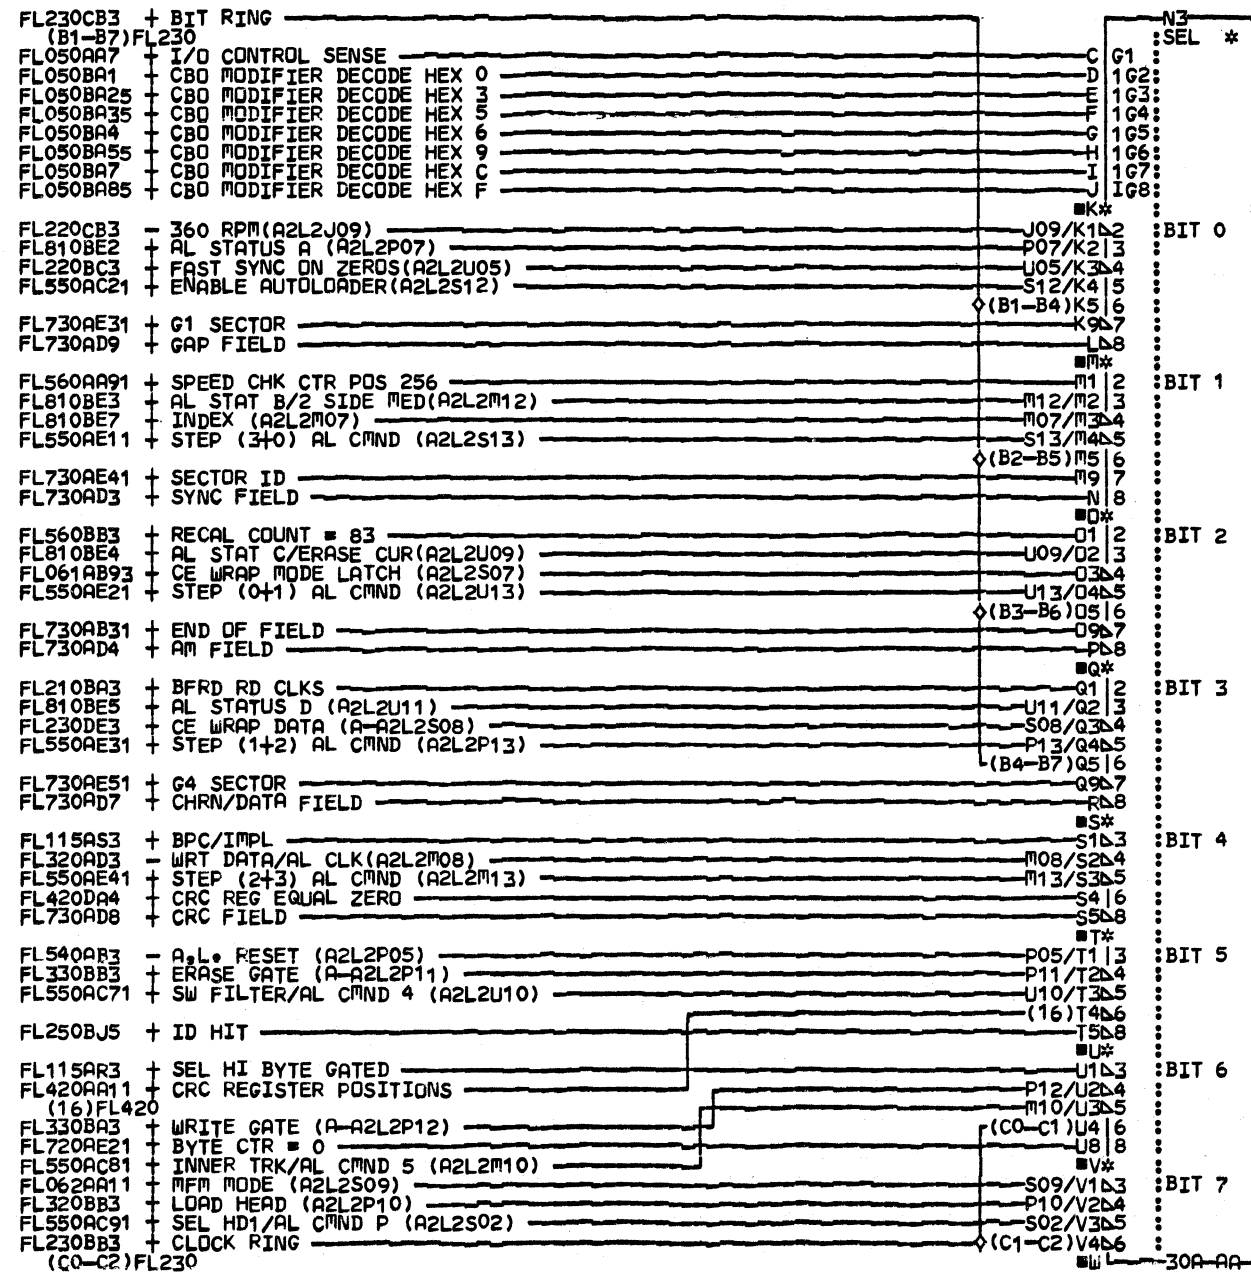 FL230CB3 + BIT RING N3
(B1-B7)FL230 SEL *
FL050AA7 + I/O CONTROL SENSE C G1
FL050BA1 + CBO MODIFIER DECODE HEX 0 D 1G2
FL050BA25 + CBO MODIFIER DECODE HEX 3 E 1G3
FL050BA35 + CBO MODIFIER DECODE HEX 5 F 1G4
FL050BA4 + CBO MODIFIER DECODE HEX 6 G 1G5
FL050BA55 + CBO MODIFIER DECODE HEX 9 H 1G6
FL050BA7 + CBO MODIFIER DECODE HEX C I 1G7
FL050BA85 + CBO MODIFIER DECODE HEX F J IG8
■K*
FL220CB3 - 360 RPM(A2L2J09) J09/K1⊿2 BIT 0
FL810BE2 + AL STATUS A (A2L2P07) P07/K2|3
FL220BC3 + FAST SYNC ON ZEROS(A2L2U05) U05/K3⊿4
FL550AC21 + ENABLE AUTOLOADER(A2L2S12) S12/K4|5
(B1-B4)K5|6
FL730AE31 + G1 SECTOR K9⊿7
FL730AD9 + GAP FIELD L⊿8
■M*
FL560AA91 + SPEED CHK CTR POS 256 M1|2 BIT 1
FL810BE3 + AL STAT B/2 SIDE MED(A2L2M12) M12/M2|3
FL810BE7 + INDEX (A2L2M07) M07/M3⊿4
FL550AE11 + STEP (3+0) AL CMND (A2L2S13) S13/M4⊿5
(B2-B5)M5|6
FL730AE41 + SECTOR ID M9|7
FL730AD3 + SYNC FIELD N|8
■O*
FL560BB3 + RECAL COUNT = 83 O1|2 BIT 2
FL810BE4 + AL STAT C/ERASE CUR(A2L2U09) U09/O2|3
FL061AB93 + CE WRAP MODE LATCH (A2L2S07) O3⊿4
FL550AE21 + STEP (0+1) AL CMND (A2L2U13) U13/O4⊿5
(B3-B6)O5|6
FL730AB31 + END OF FIELD O9⊿7
FL730AD4 + AM FIELD P⊿8
■Q*
FL210BA3 + BFRD RD CLKS Q1|2 BIT 3
FL810BE5 + AL STATUS D (A2L2U11) U11/Q2|3
FL230DE3 + CE WRAP DATA (A-A2L2S08) S08/Q3⊿4
FL550AE31 + STEP (1+2) AL CMND (A2L2P13) P13/Q4⊿5
(B4-B7)Q5|6
FL730AE51 + G4 SECTOR Q9⊿7
FL730AD7 + CHRN/DATA FIELD R⊿8
■S*
FL115AS3 + BPC/IMPL S1⊿3 BIT 4
FL320AD3 - WRT DATA/AL CLK(A2L2M08) M08/S2⊿4
FL550AE41 + STEP (2+3) AL CMND (A2L2M13) M13/S3⊿5
FL420DA4 + CRC REG EQUAL ZERO S4|6
FL730AD8 + CRC FIELD S5⊿8
■T*
FL540AB3 - A.L. RESET (A2L2P05) P05/T1|3 BIT 5
FL330BB3 + ERASE GATE (A-A2L2P11) P11/T2⊿4
FL550AC71 + SW FILTER/AL CMND 4 (A2L2U10) U10/T3⊿5
(16)T4⊿6
FL250BJ5 + ID HIT T5⊿8
■U*
FL115AR3 + SEL HI BYTE GATED U1⊿3 BIT 6
FL420AA11 + CRC REGISTER POSITIONS P12/U2⊿4
(16)FL420 M10/U3⊿5
FL330BA3 + WRITE GATE (A-A2L2P12) (C0-C1)U4|6
FL720AE21 + BYTE CTR = 0 U8|8
FL550AC81 + INNER TRK/AL CMND 5 (A2L2M10) ■V*
FL062AA11 + MFM MODE (A2L2S09) S09/V1⊿3 BIT 7
FL320BB3 + LOAD HEAD (A2L2P10) P10/V2⊿4
FL550AC91 + SEL HD1/AL CMND P (A2L2S02) S02/V3⊿5
FL230BB3 + CLOCK RING (C1-C2)V4⊿6
(C0-C2)FL230 ■W 30A-AA